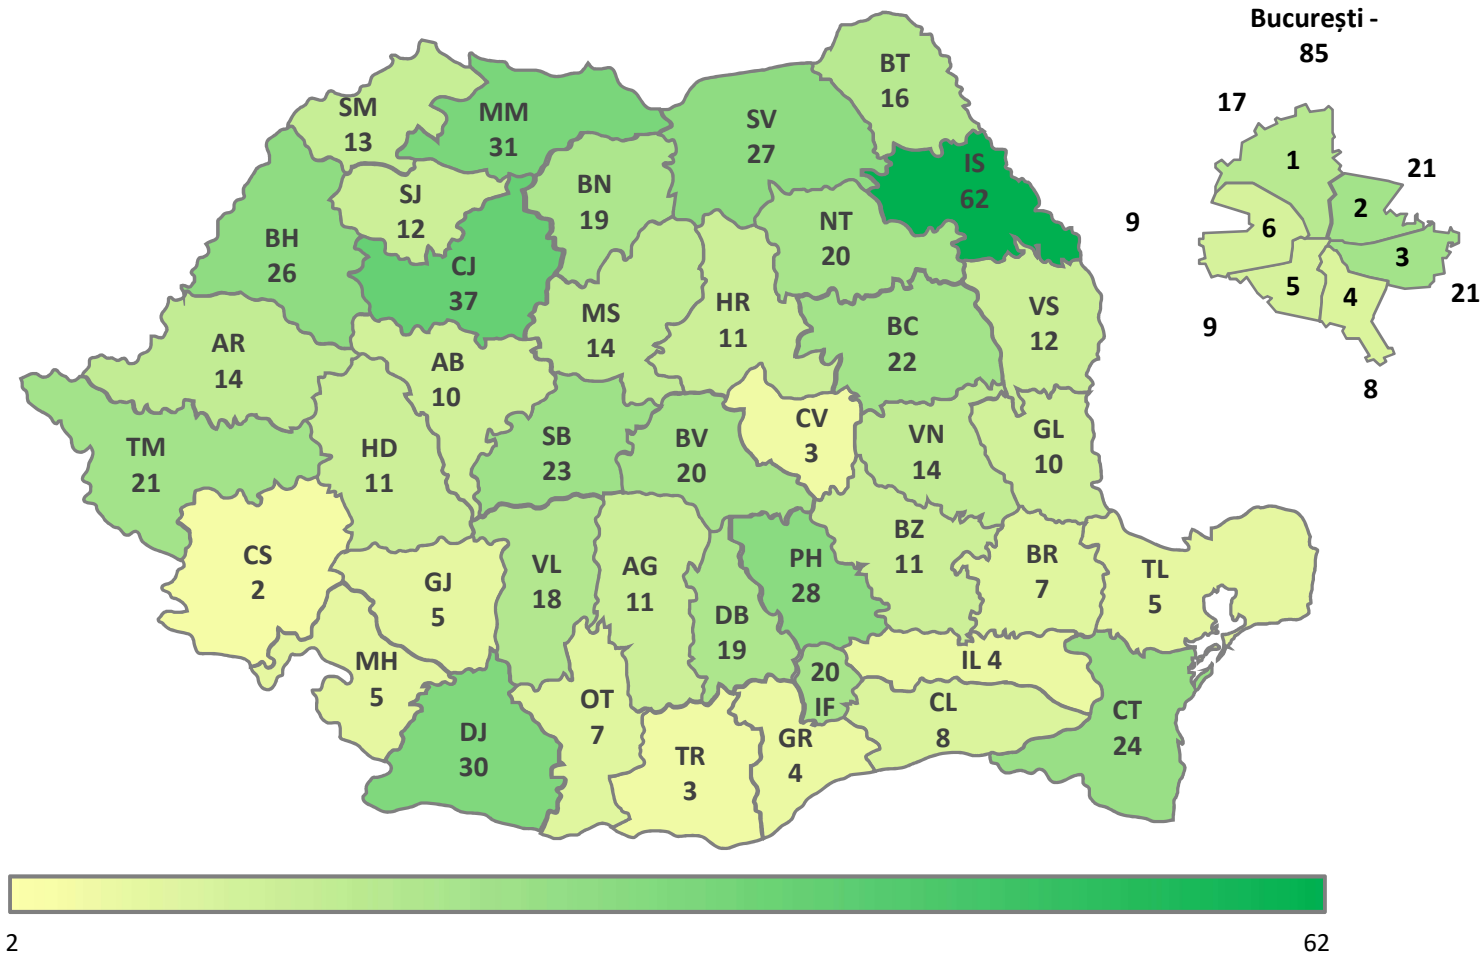 București -
85
17
1
21
2
9
6
3
5
4
21
9
8
BT
16
SM
13
MM
31
SV
27
IS
62
SJ
12
BN
19
NT
20
BH
26
CJ
37
HR
11
MS
14
BC
22
VS
12
AR
14
AB
10
CV
3
TM
21
HD
11
SB
23
BV
20
VN
14
GL
10
CS
2
GJ
5
VL
18
AG
11
PH
28
BZ
11
BR
7
TL
5
DB
19
MH
5
20
IF
IL 4
DJ
30
OT
7
TR
3
GR
4
CL
8
CT
24
2
62